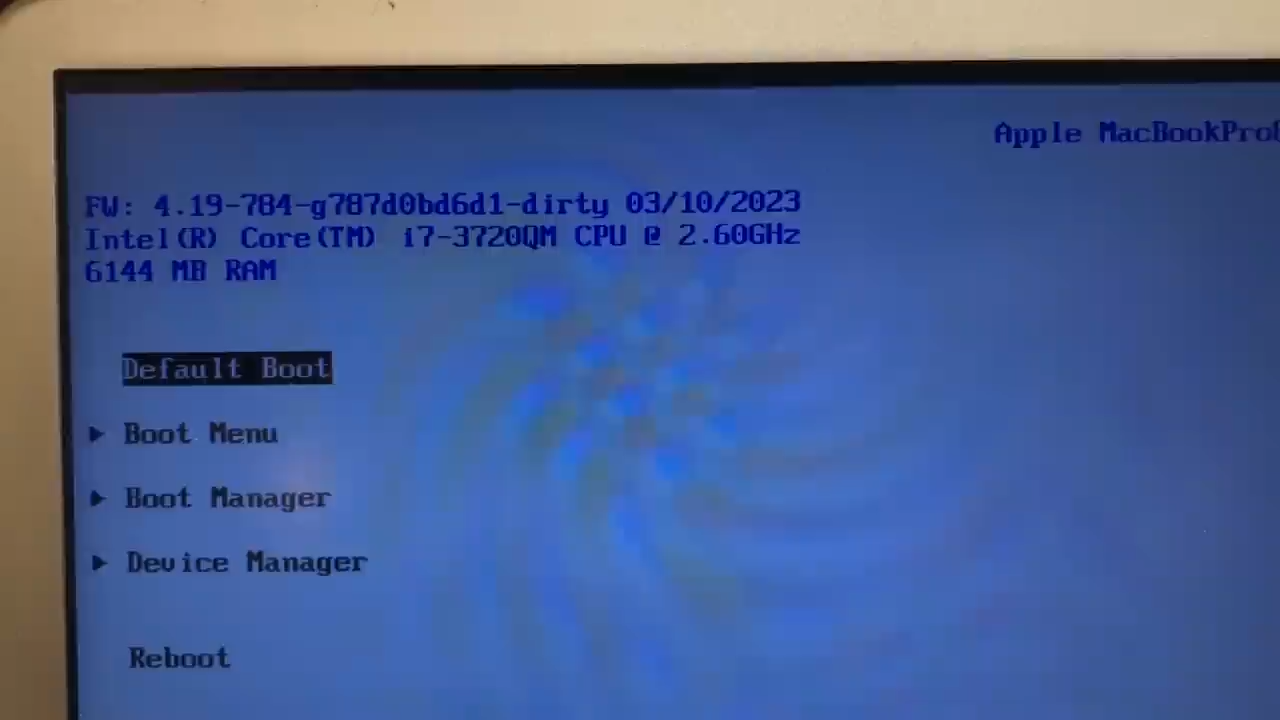 Apple MacBookPro
FW: 4.19-784-g787d0bd6d1-dirty 03/10/2023
Intel(R) Core(TM) i7-3720QM CPU @ 2.60GHz
6144 MB RAM
Default Boot
Boot Menu
Boot Manager
Device Manager
Reboot